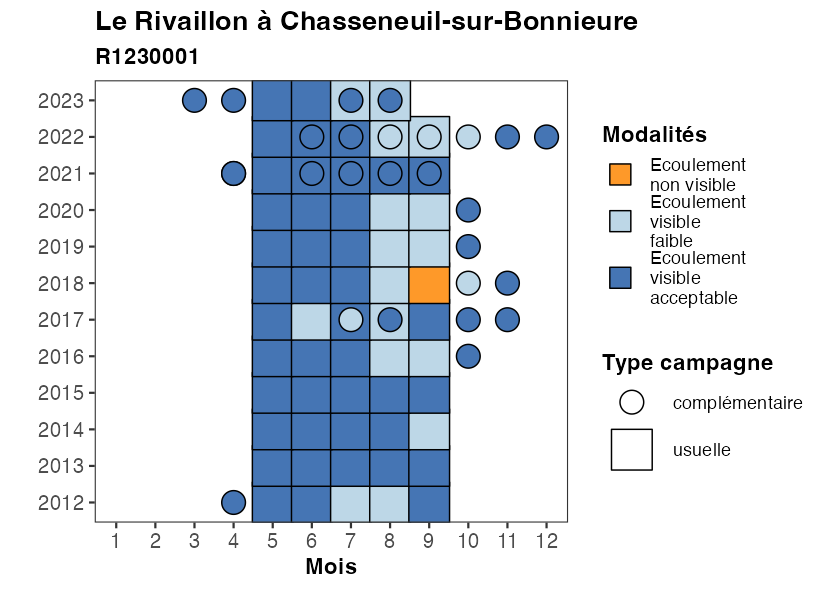 Le Rivaillon à Chasseneuil-sur-Bonnieure
R1230001
2023
2022
2021
2020
2019
2018
2017
2016
2015
2014
2013
2012
1 2 3 4 5 6 7 8 9 10 11 12
Mois
Modalités
Ecoulement
non visible
Ecoulement
visible
faible
Ecoulement
visible
acceptable
Type campagne
complémentaire
usuelle